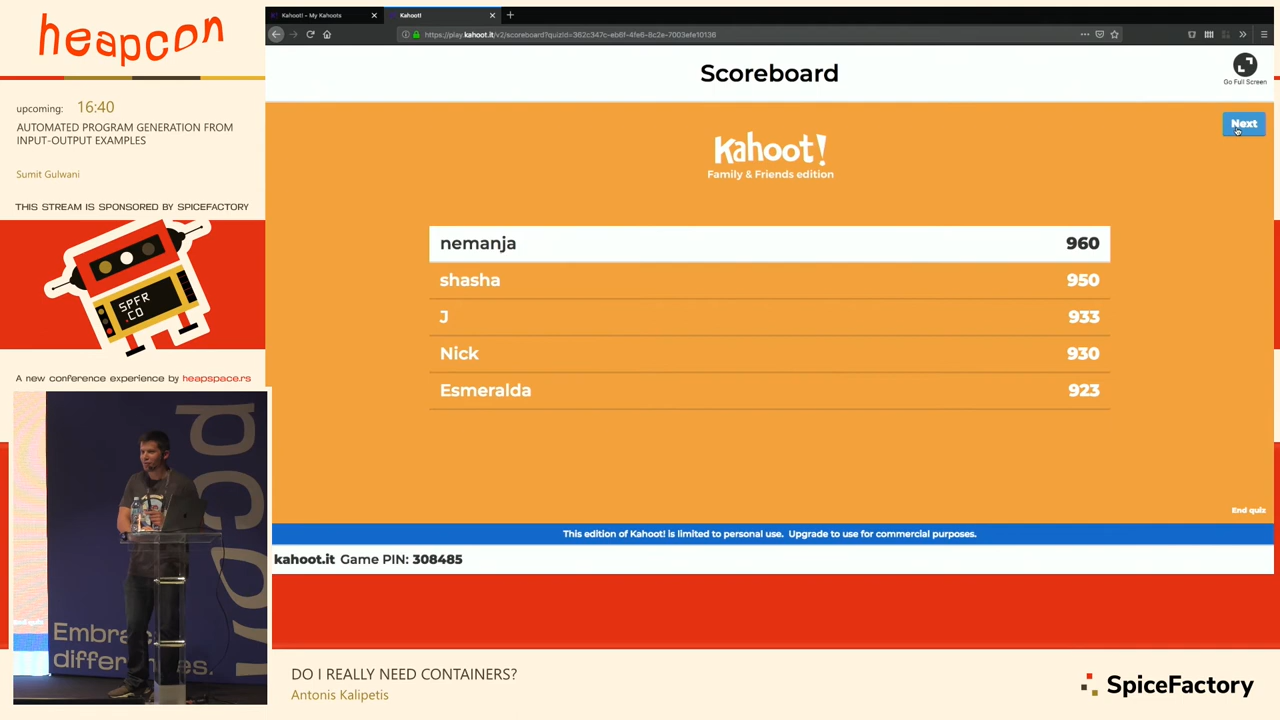 heapcon
upcoming: 16:40
AUTOMATED PROGRAM GENERATION FROM
INPUT-OUTPUT EXAMPLES
Sumit Gulwani
THIS STREAM IS SPONSORED BY SPICEFACTORY
SPFR
.CO
A new conference experience by heapspace.rs
Embrac
differences.
Kahoot! - My Kahoots
Kahoot!
Scoreboard
Go Full Screen
Next
Kahoot!
Family & Friends edition
nemanja 960
shasha 950
J 933
Nick 930
Esmeralda 923
End quiz
This edition of Kahoot! is limited to personal use. Upgrade to use for commercial purposes.
kahoot.it Game PIN: 308485
DO I REALLY NEED CONTAINERS?
Antonis Kalipetis
SpiceFactory